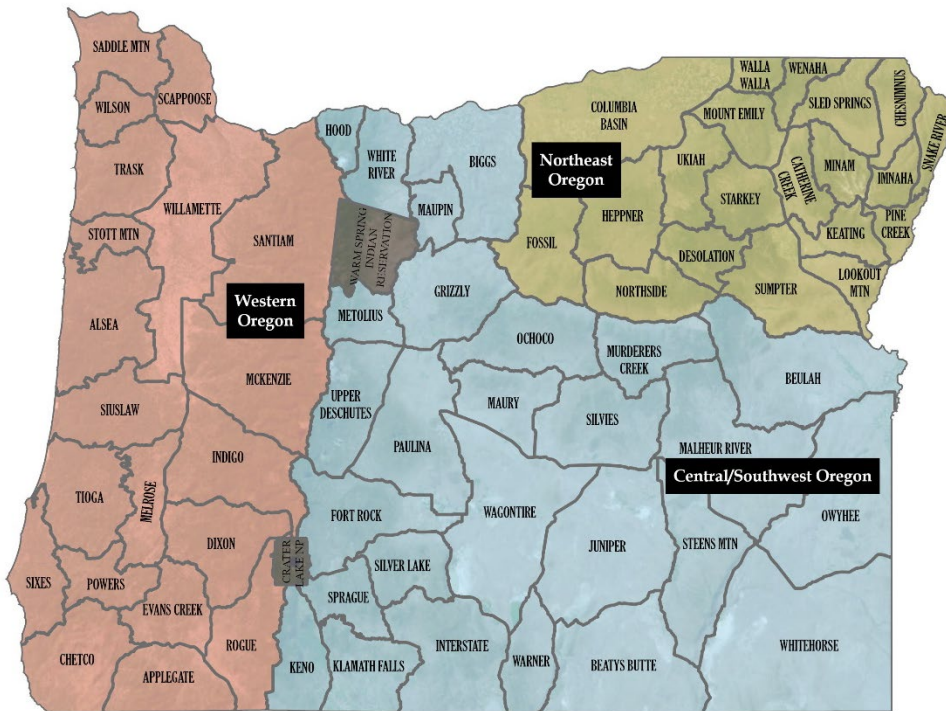 SADDLE MTN
SCAPPOOSE
WILSON
TRASK
WILLAMETTE
STOTT MTN
SANTIAM
Western
Oregon
ALSEA
MCKENZIE
SIUSLAW
INDIGO
TIOGA
MELROSE
DIXON
SIXES
POWERS
EVANS CREEK
ROGUE
CHETCO
APPLEGATE
CRATER
LAKE NP
HOOD
WHITE
RIVER
BIGGS
MAUPIN
WARM SPRING
INDIAN
RESERVATION
METOLIUS
GRIZZLY
OCHOCO
MURDERERS
CREEK
BEULAH
UPPER
DESCHUTES
MAURY
SILVIES
PAULINA
MALHEUR RIVER
Central/Southwest Oregon
FORT ROCK
WAGONTIRE
OWYHEE
JUNIPER
STEENS MTN
SILVER LAKE
SPRAGUE
KENO
KLAMATH FALLS
INTERSTATE
WARNER
BEATYS BUTTE
WHITEHORSE
COLUMBIA
BASIN
WALLA
WALLA
WENAHA
SLED SPRINGS
CHESNIMNUS
SNAKE RIVER
MOUNT EMILY
Northeast
Oregon
UKIAH
CATHERINE
CREEK
MINAM
IMNAHA
STARKEY
FOSSIL
HEPPNER
KEATING
PINE
CREEK
DESOLATION
LOOKOUT
MTN
NORTHSIDE
SUMPTER